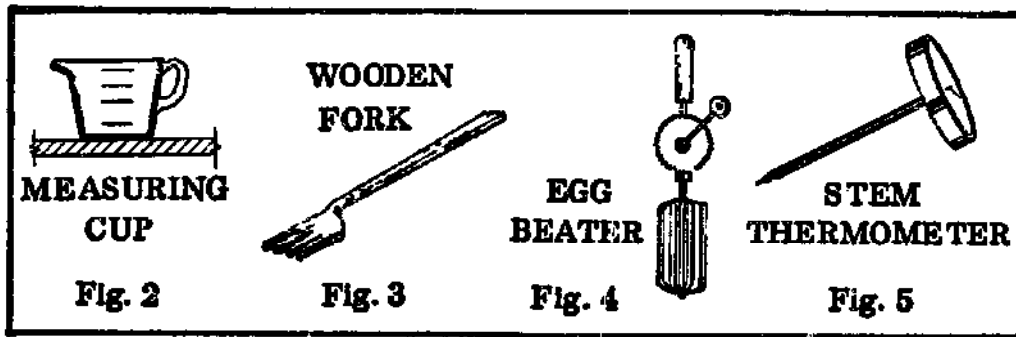 MEASURING
CUP
Fig. 2
WOODEN
FORK
Fig. 3
EGG
BEATER
Fig. 4
STEM
THERMOMETER
Fig. 5